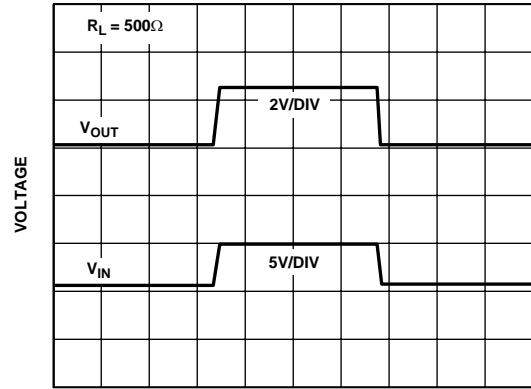 R_L = 500Ω
2V/DIV
V_OUT
VOLTAGE
5V/DIV
V_IN